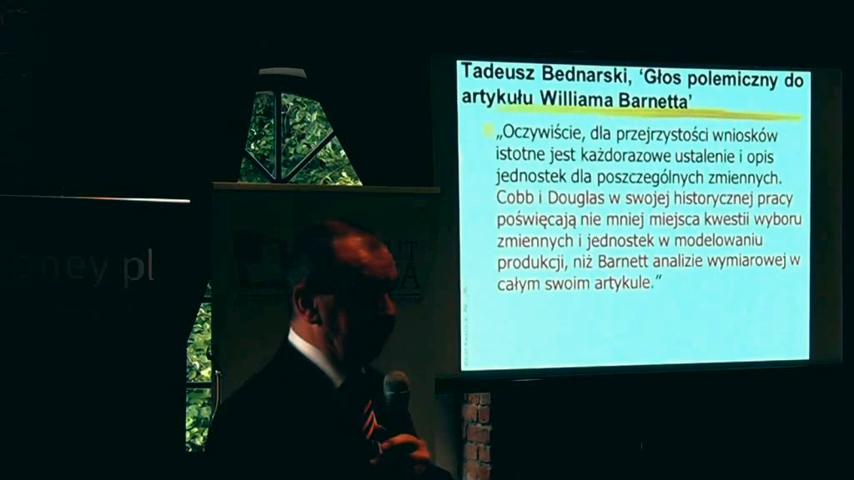 Tadeusz Bednarski, ‘Głos polemiczny do
artykułu Williama Barnetta’
„Oczywiście, dla przejrzystości wniosków
istotne jest każdorazowe ustalenie i opis
jednostek dla poszczególnych zmiennych.
Cobb i Douglas w swojej historycznej pracy
poświęcają nie mniej miejsca kwestii wyboru
zmiennych i jednostek w modelowaniu
produkcji, niż Barnett analizie wymiarowej w
całym swoim artykule.”
oney.pl